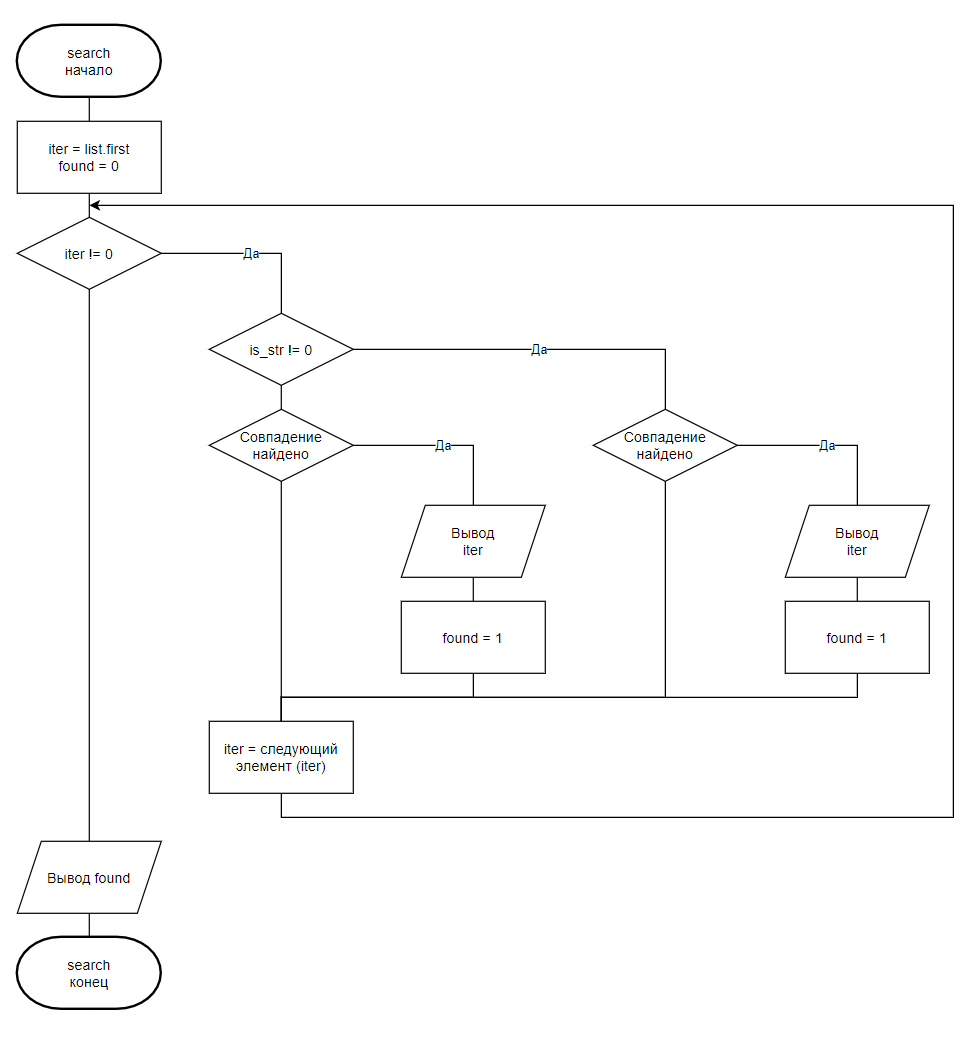 search
начало
iter = list.first
found = 0
iter != 0
Да
is_str != 0
Да
Совпадение
найдено
Да
Совпадение
найдено
Да
Вывод
iter
Вывод
iter
found = 1
found = 1
iter = следующий
элемент (iter)
Вывод found
search
конец